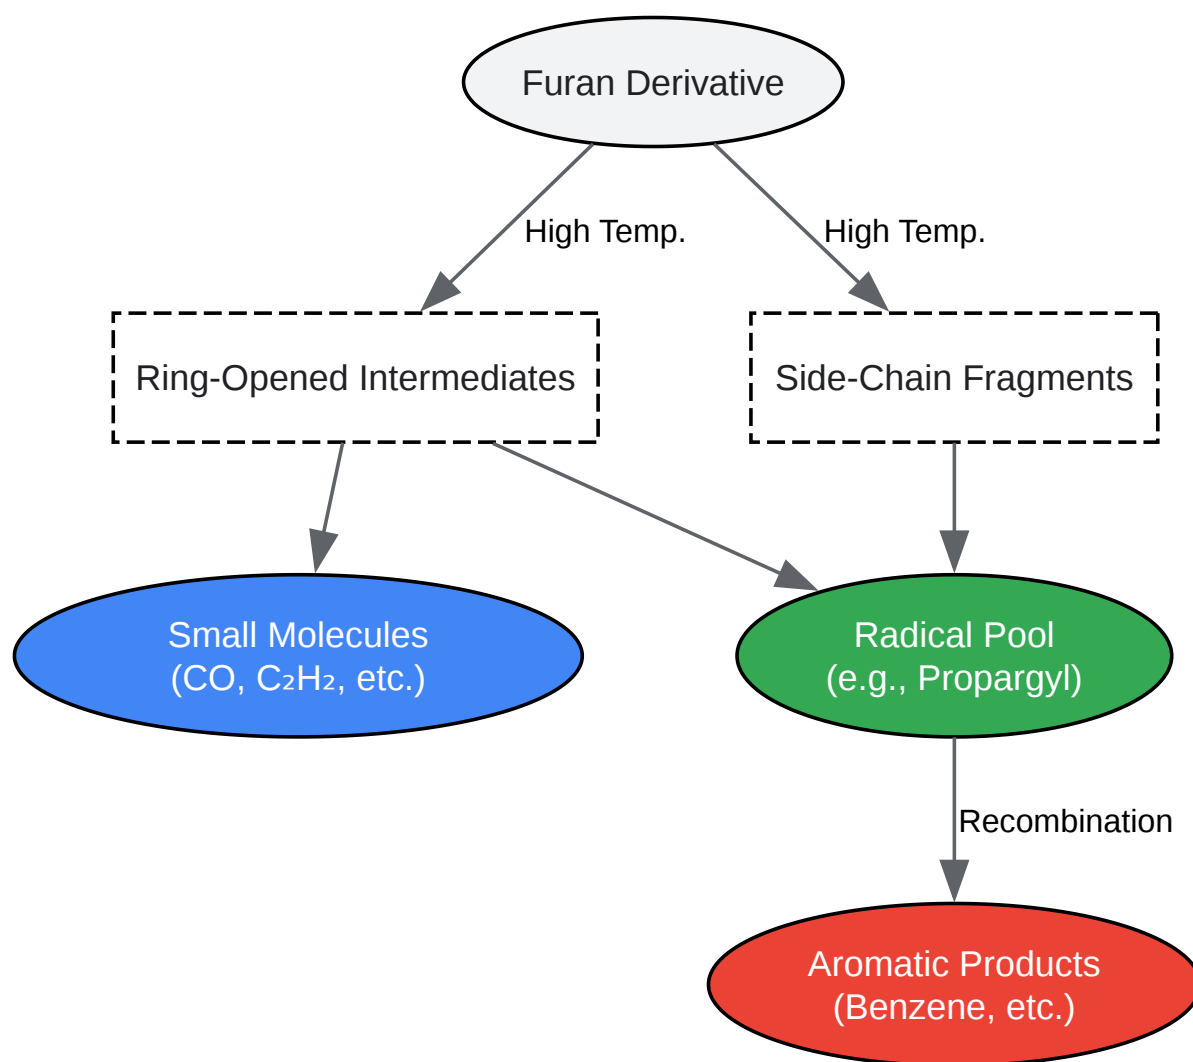 Furan Derivative
High Temp.
High Temp.
Ring-Opened Intermediates
Side-Chain Fragments
Small Molecules
(CO, C₂H₂, etc.)
Radical Pool
(e.g., Propargyl)
Recombination
Aromatic Products
(Benzene, etc.)